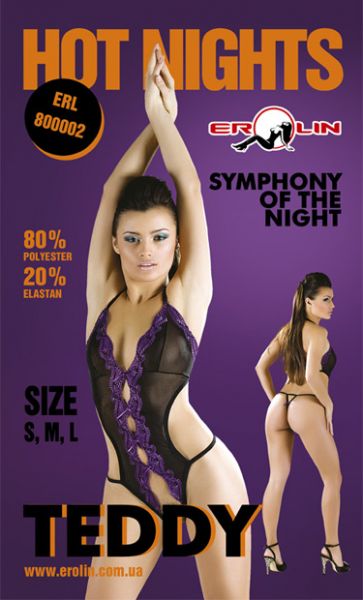 HOT NIGHTS
ERL
800002
EROLIN
SYMPHONY
OF THE
NIGHT
80%
POLYESTER
20%
ELASTAN
SIZE
S, M, L
TEDDY
www.erolin.com.ua